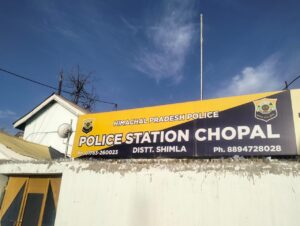 HIMACHAL PRADESH POLICE
POLICE STATION CHOPAL
DISTT. SHIMLA Ph. 8894728028